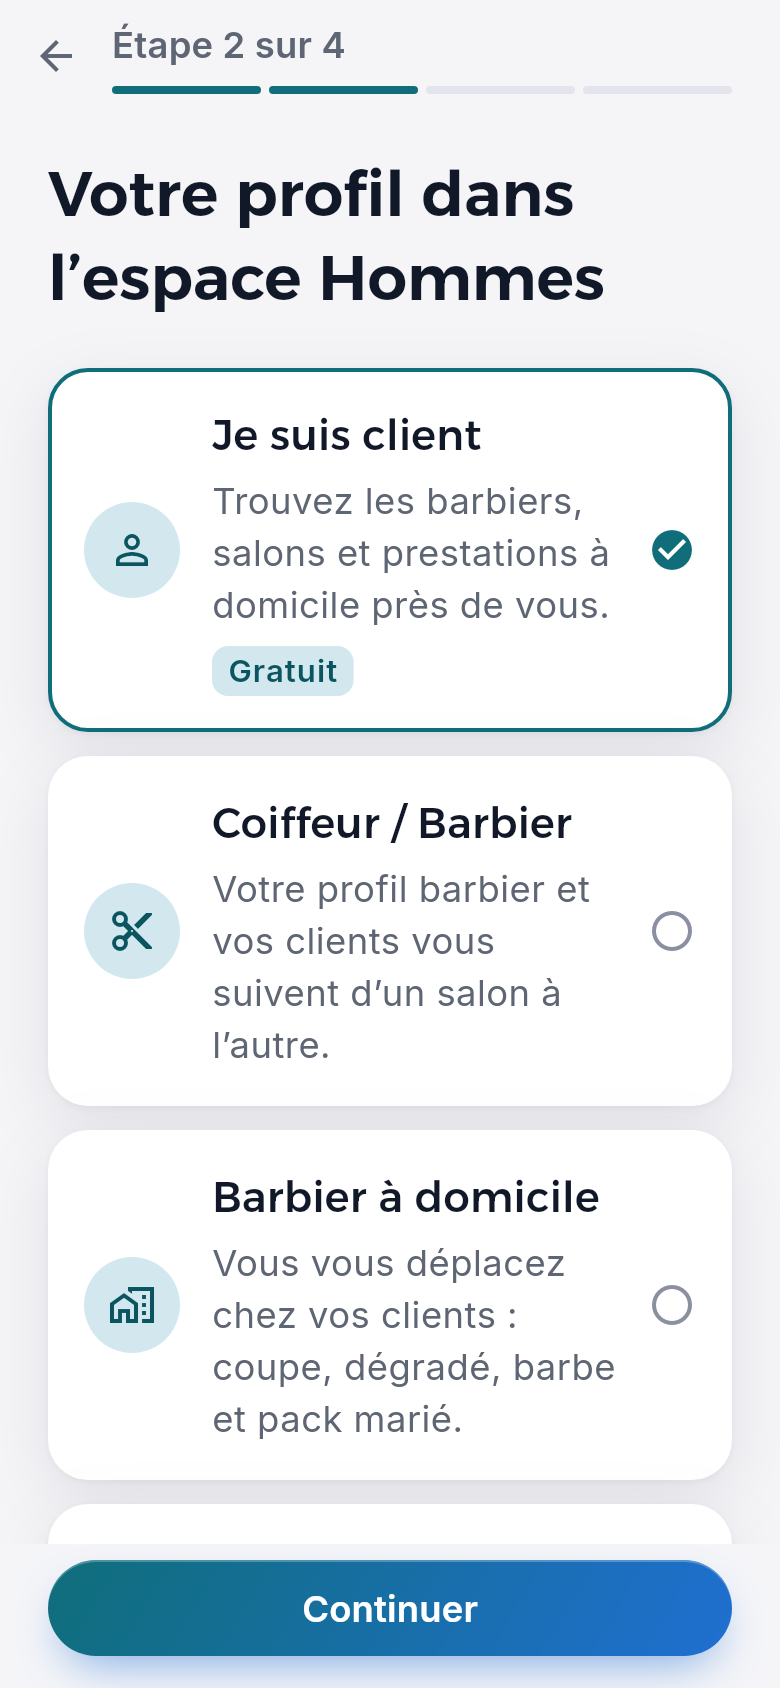 Étape 2 sur 4
Votre profil dans
l’espace Hommes
Je suis client
Trouvez les barbiers,
salons et prestations à
domicile près de vous.
Gratuit
Coiffeur / Barbier
Votre profil barbier et
vos clients vous
suivent d’un salon à
l’autre.
Barbier à domicile
Vous vous déplacez
chez vos clients :
coupe, dégradé, barbe
et pack marié.
Continuer